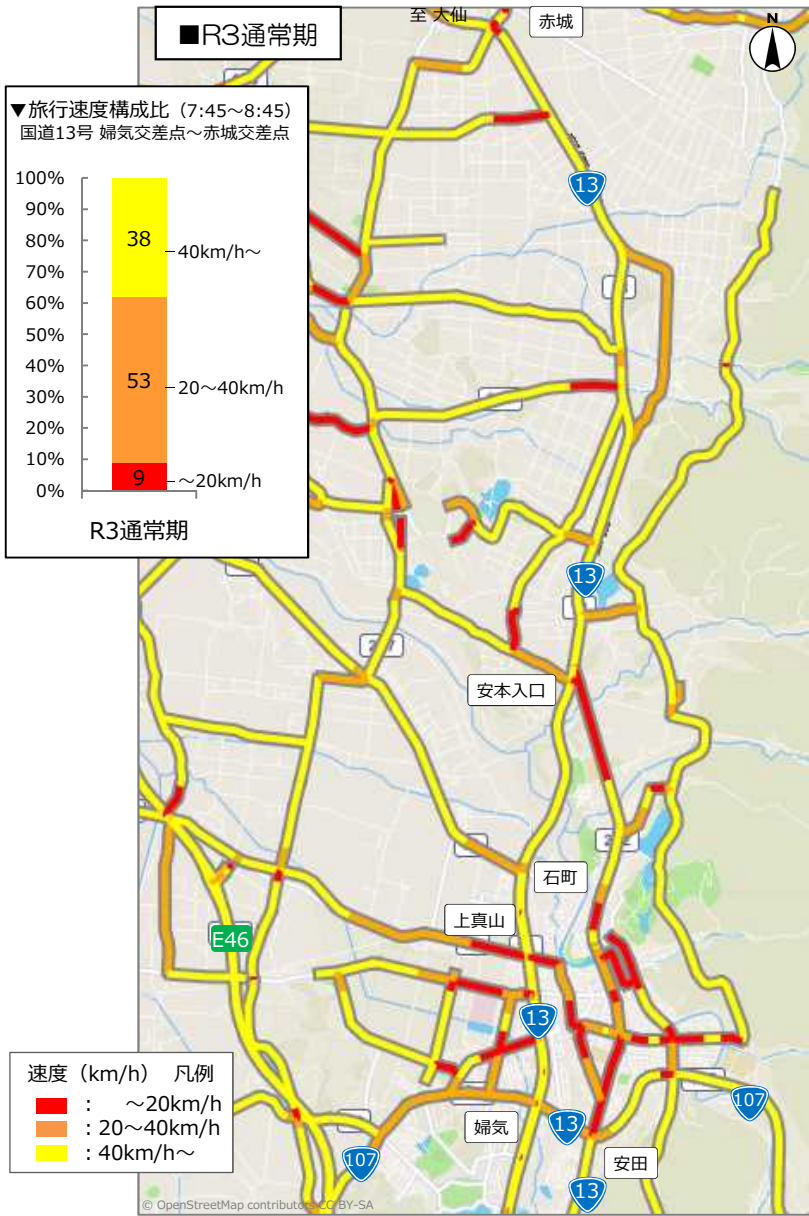 ■R3通常期
至 大仙
赤城
N
▼旅行速度構成比（7:45～8:45）
国道13号 婦気交差点～赤城交差点
100%
90%
80%
70%
60%
50%
40%
30%
20%
10%
0%
38
40km/h～
53
20～40km/h
9
～20km/h
R3通常期
13
13
安本入口
石町
上真山
E46
13
婦気
13
安田
107
107
13
速度（km/h） 凡例
： ～20km/h
：20～40km/h
：40km/h～
© OpenStreetMap contributors CC BY-SA